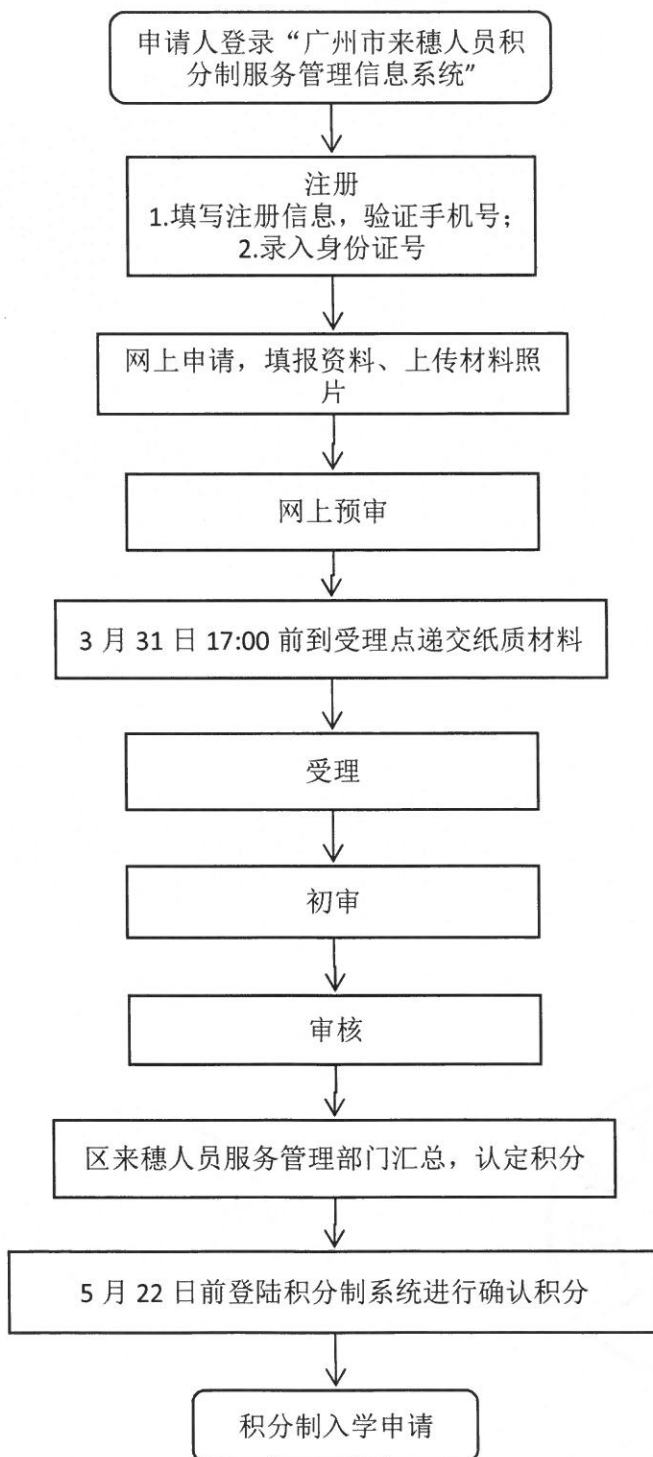 申请人登录“广州市来穗人员积
分制服务管理信息系统”
注册
1.填写注册信息，验证手机号；
2.录入身份证号
网上申请，填报资料、上传材料照
片
网上预审
3 月 31 日 17:00 前到受理点递交纸质材料
受理
初审
审核
区来穗人员服务管理部门汇总，认定积分
5 月 22 日前登陆积分制系统进行确认积分
积分制入学申请